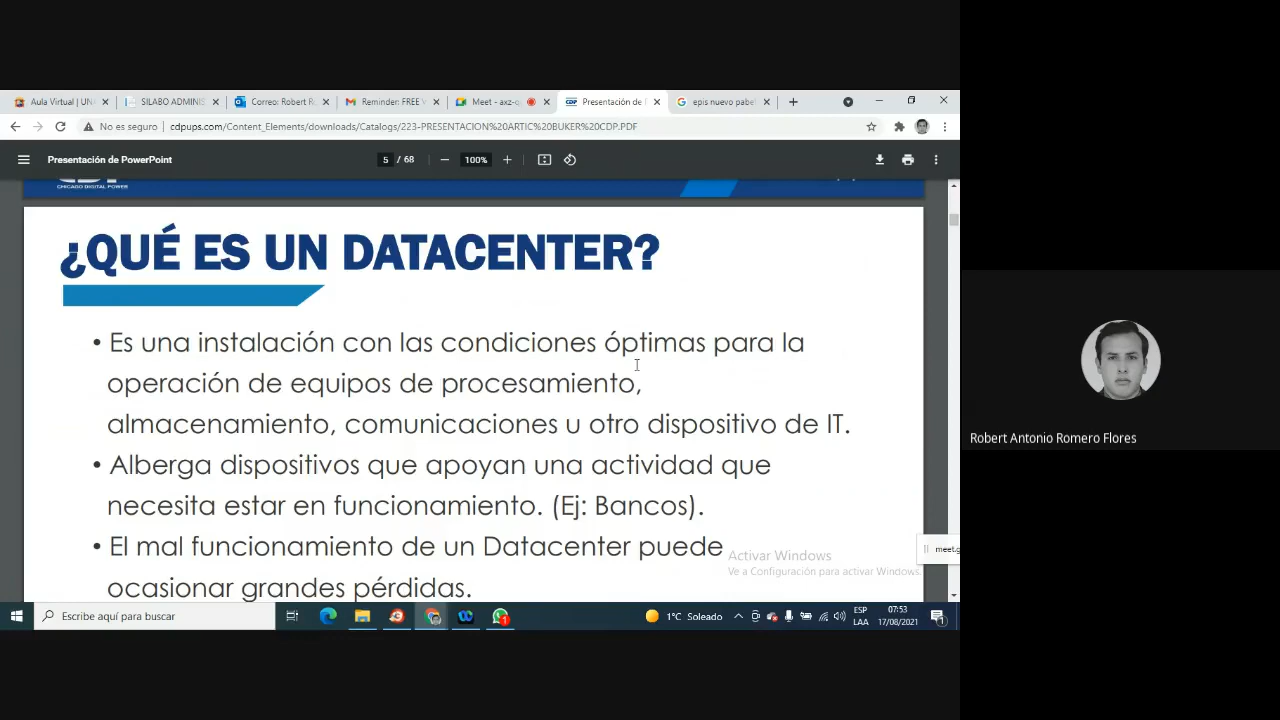 Aula Virtual | UN
SILABO ADMINIS
Correo: Robert R
Reminder: FREE V
Meet - axz-
Presentación de
epis nuevo pabe
No es seguro
cdpups.com/Content_Elements/downloads/Catalogs/223-PRESENTACION%20ARTIC%20BUKER%20CDP.PDF
Presentación de PowerPoint
5 / 68
100%
CHICAGO DIGITAL POWER
¿QUÉ ES UN DATACENTER?
• Es una instalación con las condiciones óptimas para la
operación de equipos de procesamiento,
almacenamiento, comunicaciones u otro dispositivo de IT.
• Alberga dispositivos que apoyan una actividad que
necesita estar en funcionamiento. (Ej: Bancos).
• El mal funcionamiento de un Datacenter puede
ocasionar grandes pérdidas.
Activar Windows
Ve a Configuración para activar Windows.
meet.g
Escribe aquí para buscar
1°C Soleado
ESP
LAA
07:53
17/08/2021
Robert Antonio Romero Flores